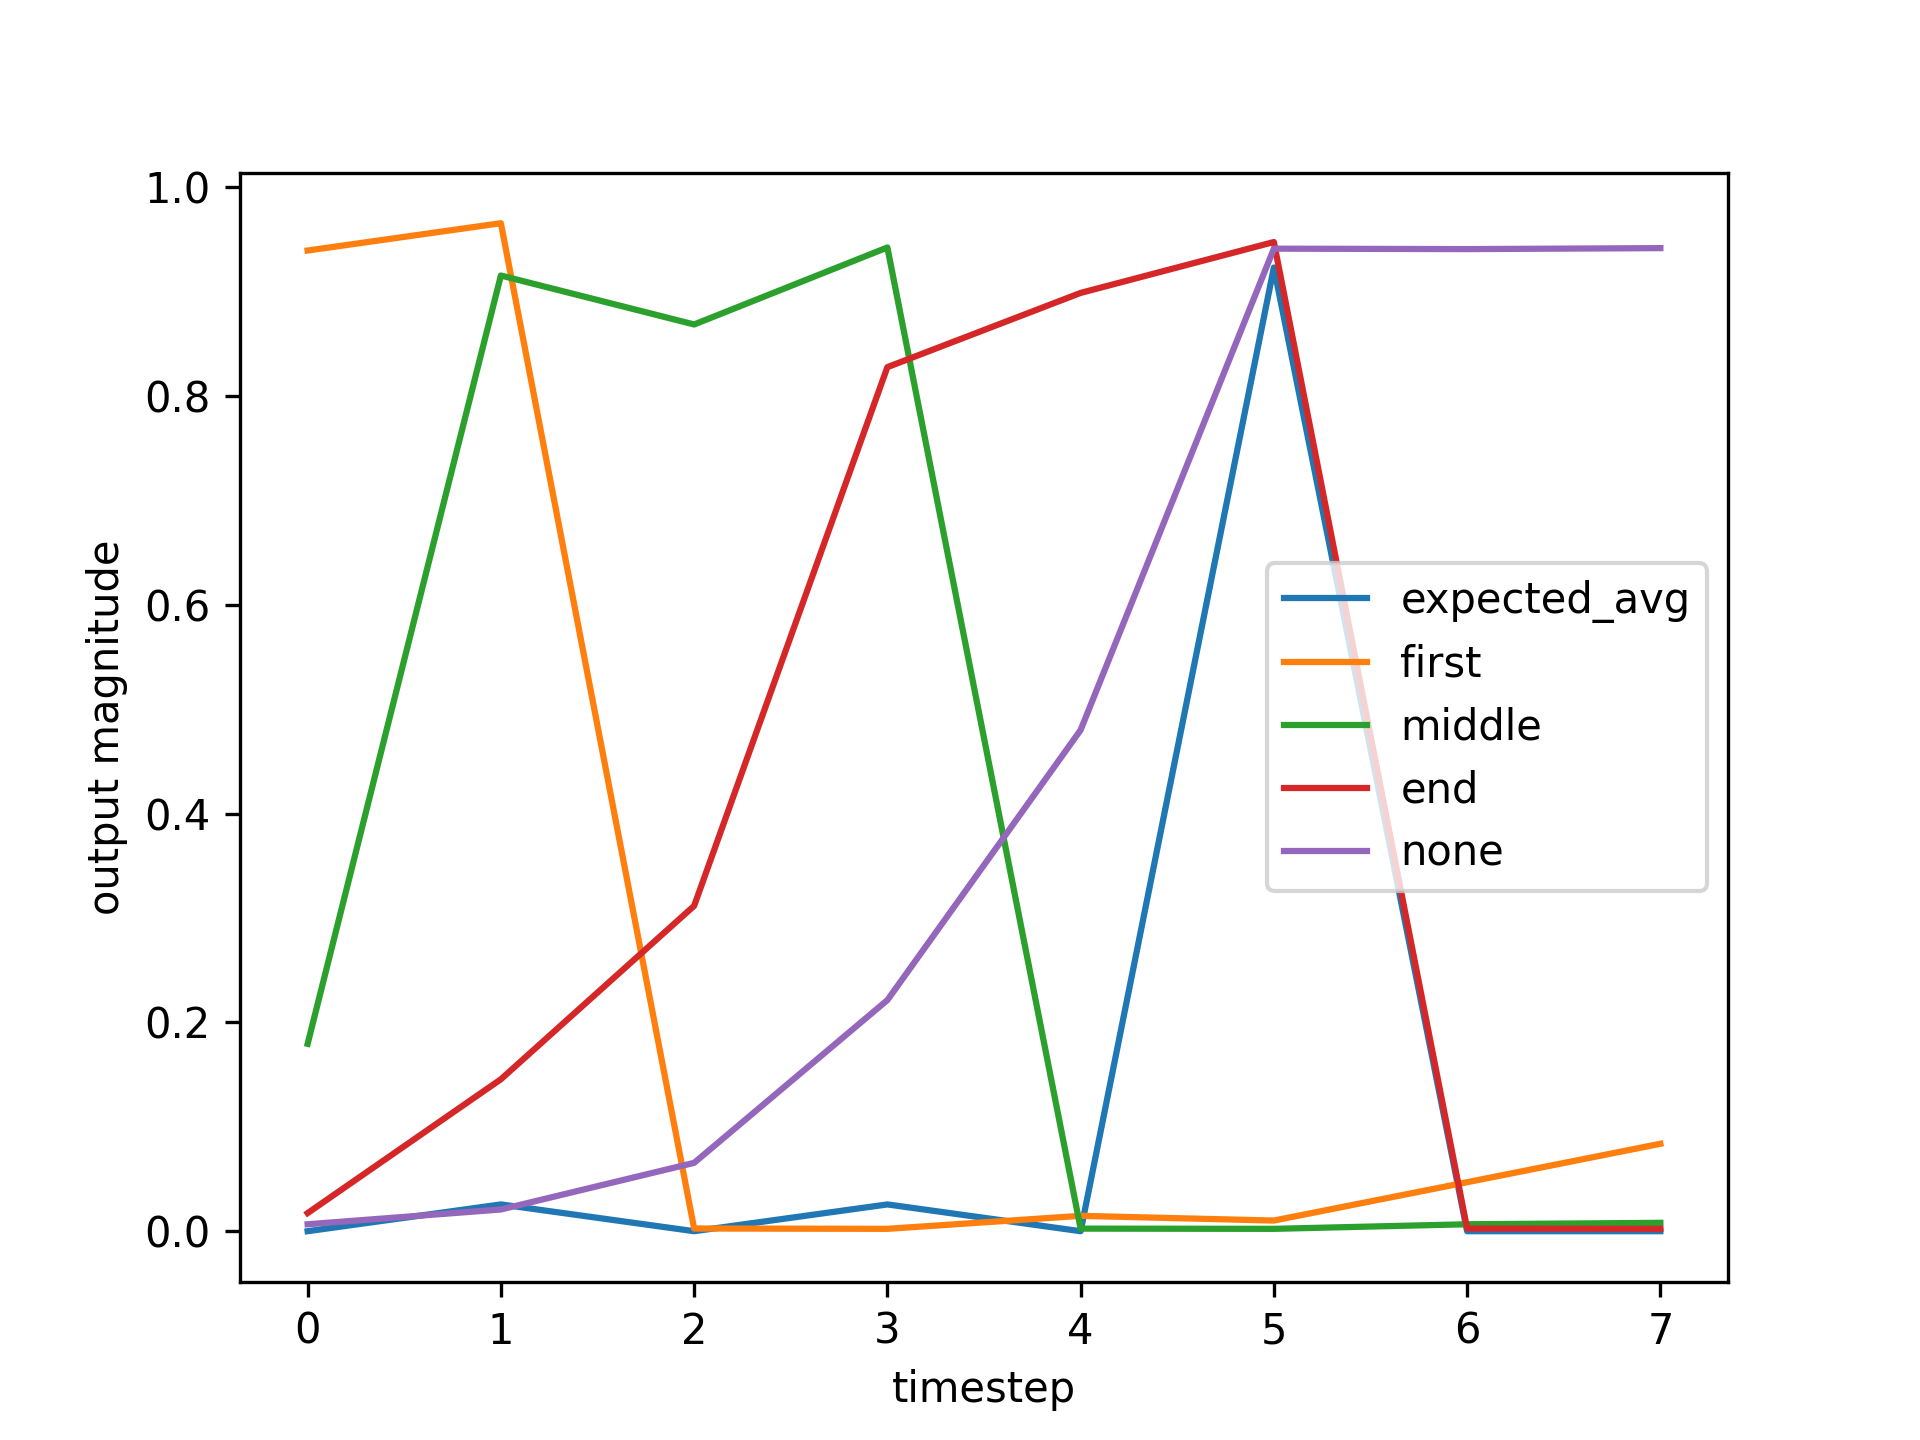 1.0
0.8
0.6
0.4
0.2
0.0
output magnitude
expected_avg
first
middle
end
none
0 1 2 3 4 5 6 7
timestep